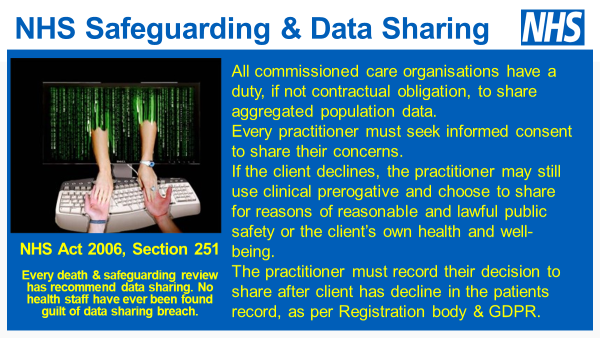 NHS Safeguarding & Data Sharing
NHS
All commissioned care organisations have a
duty, if not contractual obligation, to share
aggregated population data.
Every practitioner must seek informed consent
to share their concerns.
If the client declines, the practitioner may still
use clinical prerogative and choose to share
for reasons of reasonable and lawful public
safety or the client's own health and well-
being.
The practitioner must record their decision to
share after client has decline in the patients
record, as per Registration body & GDPR.
NHS Act 2006, Section 251
Every death & safeguarding review
has recommend data sharing. No
health staff have ever been found
guilt of data sharing breach.